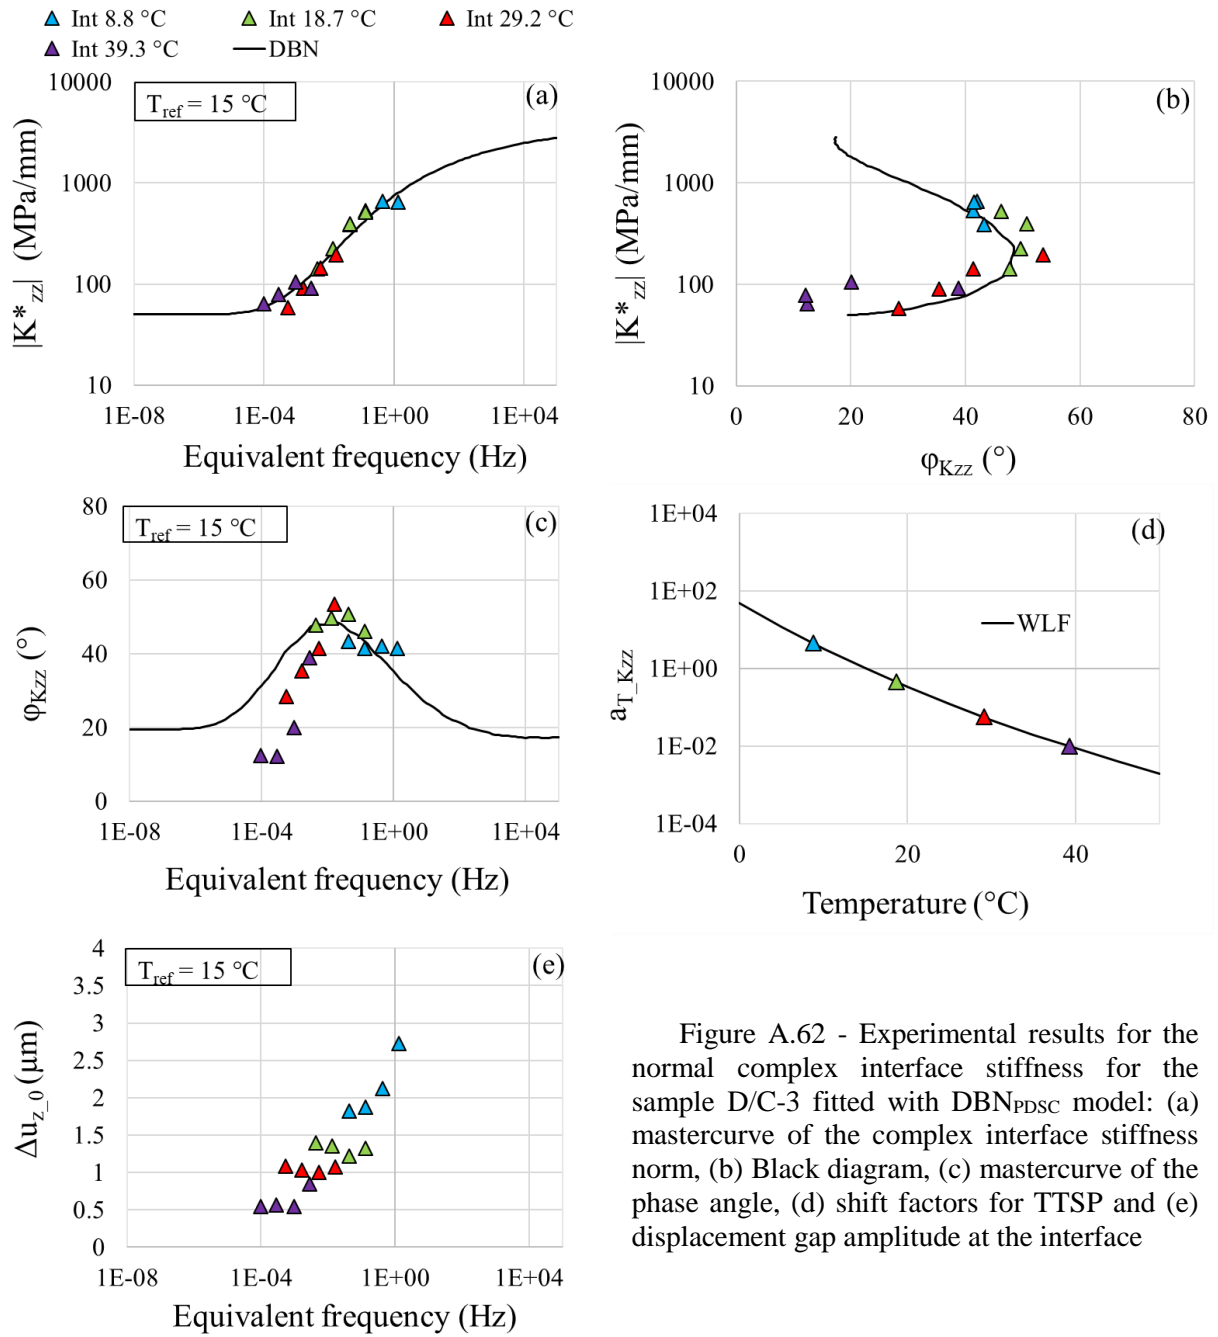 Int 8.8 °C Int 18.7 °C Int 29.2 °C
Int 39.3 °C DBN
(a)
T_ref = 15 °C
10000
1000
100
10
1E-08 1E-04 1E+00 1E+04
|K*_zz| (MPa/mm)
Equivalent frequency (Hz)
(b)
10000
1000
100
10
0 20 40 60 80
|K*_zz| (MPa/mm)
φ_Kzz (°)
(c)
T_ref = 15 °C
80
60
40
20
0
1E-08 1E-04 1E+00 1E+04
φ_Kzz (°)
Equivalent frequency (Hz)
(d)
1E+04
1E+02
1E+00
1E-02
1E-04
WLF
0 20 40
a_T_Kzz
Temperature (°C)
(e)
T_ref = 15 °C
4
3.5
3
2.5
2
1.5
1
0.5
0
1E-08 1E-04 1E+00 1E+04
Δu_z_0 (μm)
Equivalent frequency (Hz)
Figure A.62 - Experimental results for the
normal complex interface stiffness for the
sample D/C-3 fitted with DBN_PDSC model: (a)
mastercurve of the complex interface stiffness
norm, (b) Black diagram, (c) mastercurve of the
phase angle, (d) shift factors for TTSP and (e)
displacement gap amplitude at the interface